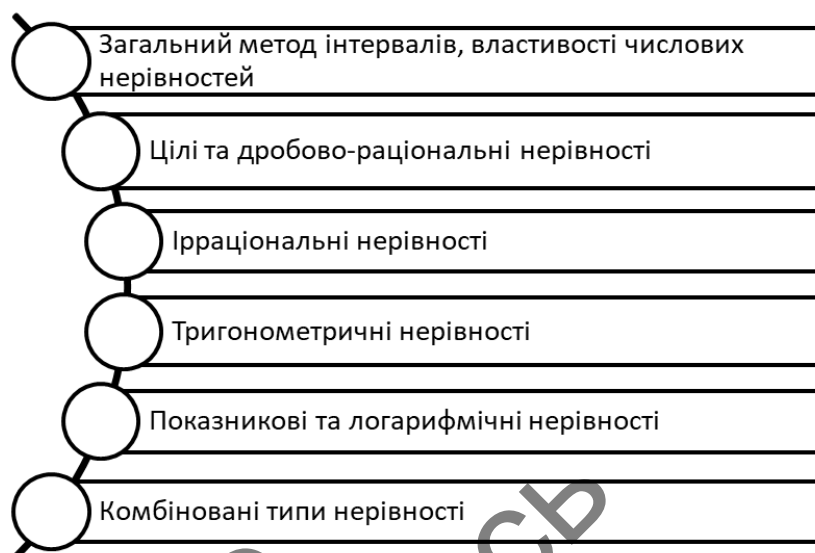 Загальний метод інтервалів, властивості числових
нерівностей
Цілі та дробово-раціональні нерівності
Ірраціональні нерівності
Тригонометричні нерівності
Показникові та логарифмічні нерівності
Комбіновані типи нерівності